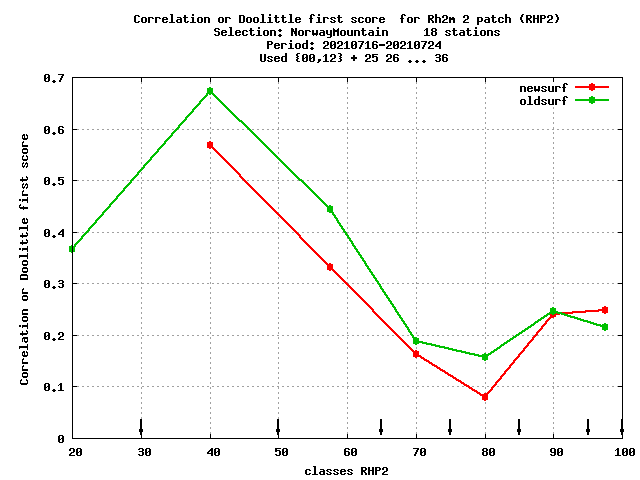 Correlation or Doolittle first score  for Rh2m 2 patch (RHP2)
Selection: NorwayMountain     18 stations
Period: 20210716-20210724
Used {00,12} + 25 26 ... 36
newsurf
oldsurf
Correlation or Doolittle first score
0.7
0.6
0.5
0.4
0.3
0.2
0.1
0
20 30 40 50 60 70 80 90 100
classes RHP2